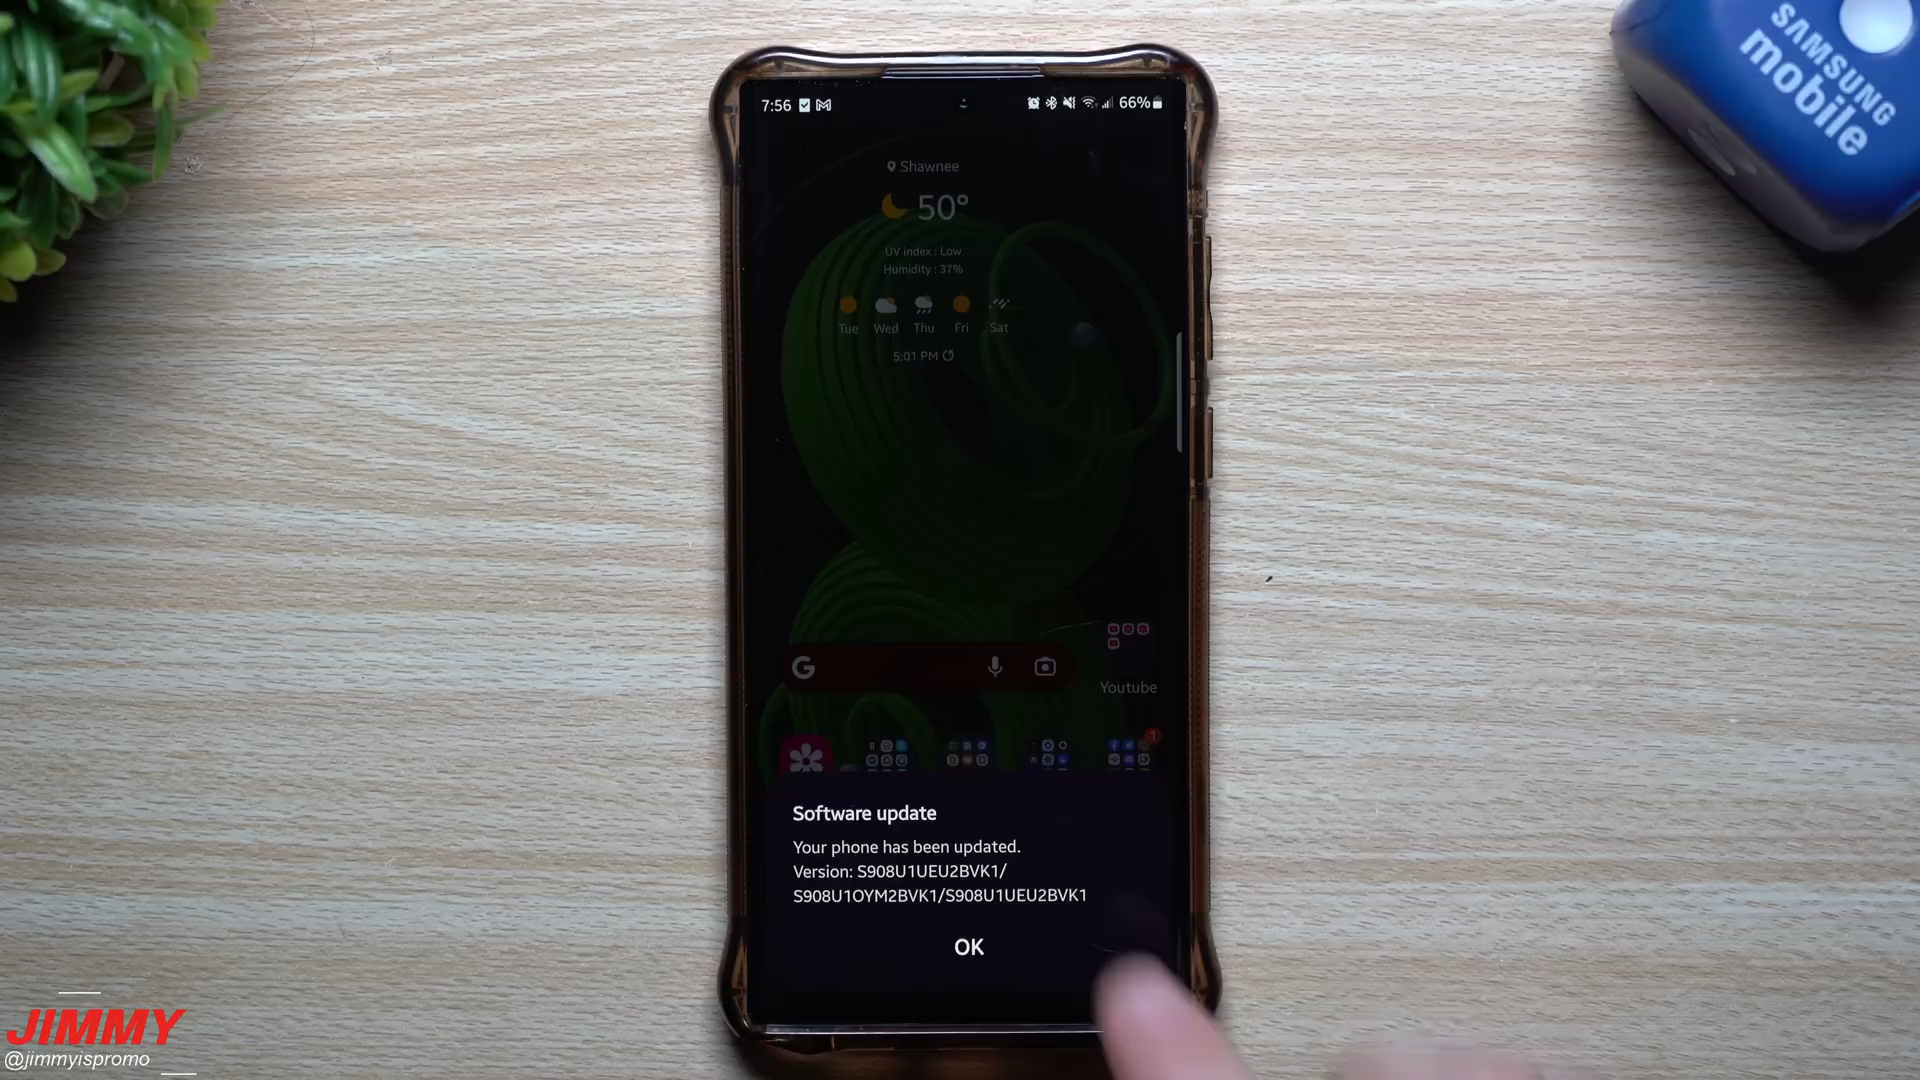 SAMSUNG
mobile
7:56
66%
Shawnee
50°
UV index : Low
Humidity : 37%
Tue Wed Thu Fri Sat
5:01 PM
G
Youtube
1
Software update
Your phone has been updated.
Version: S908U1UEU2BVK1/
S908U1OYM2BVK1/S908U1UEU2BVK1
OK
JIMMY
@jimmyispromo